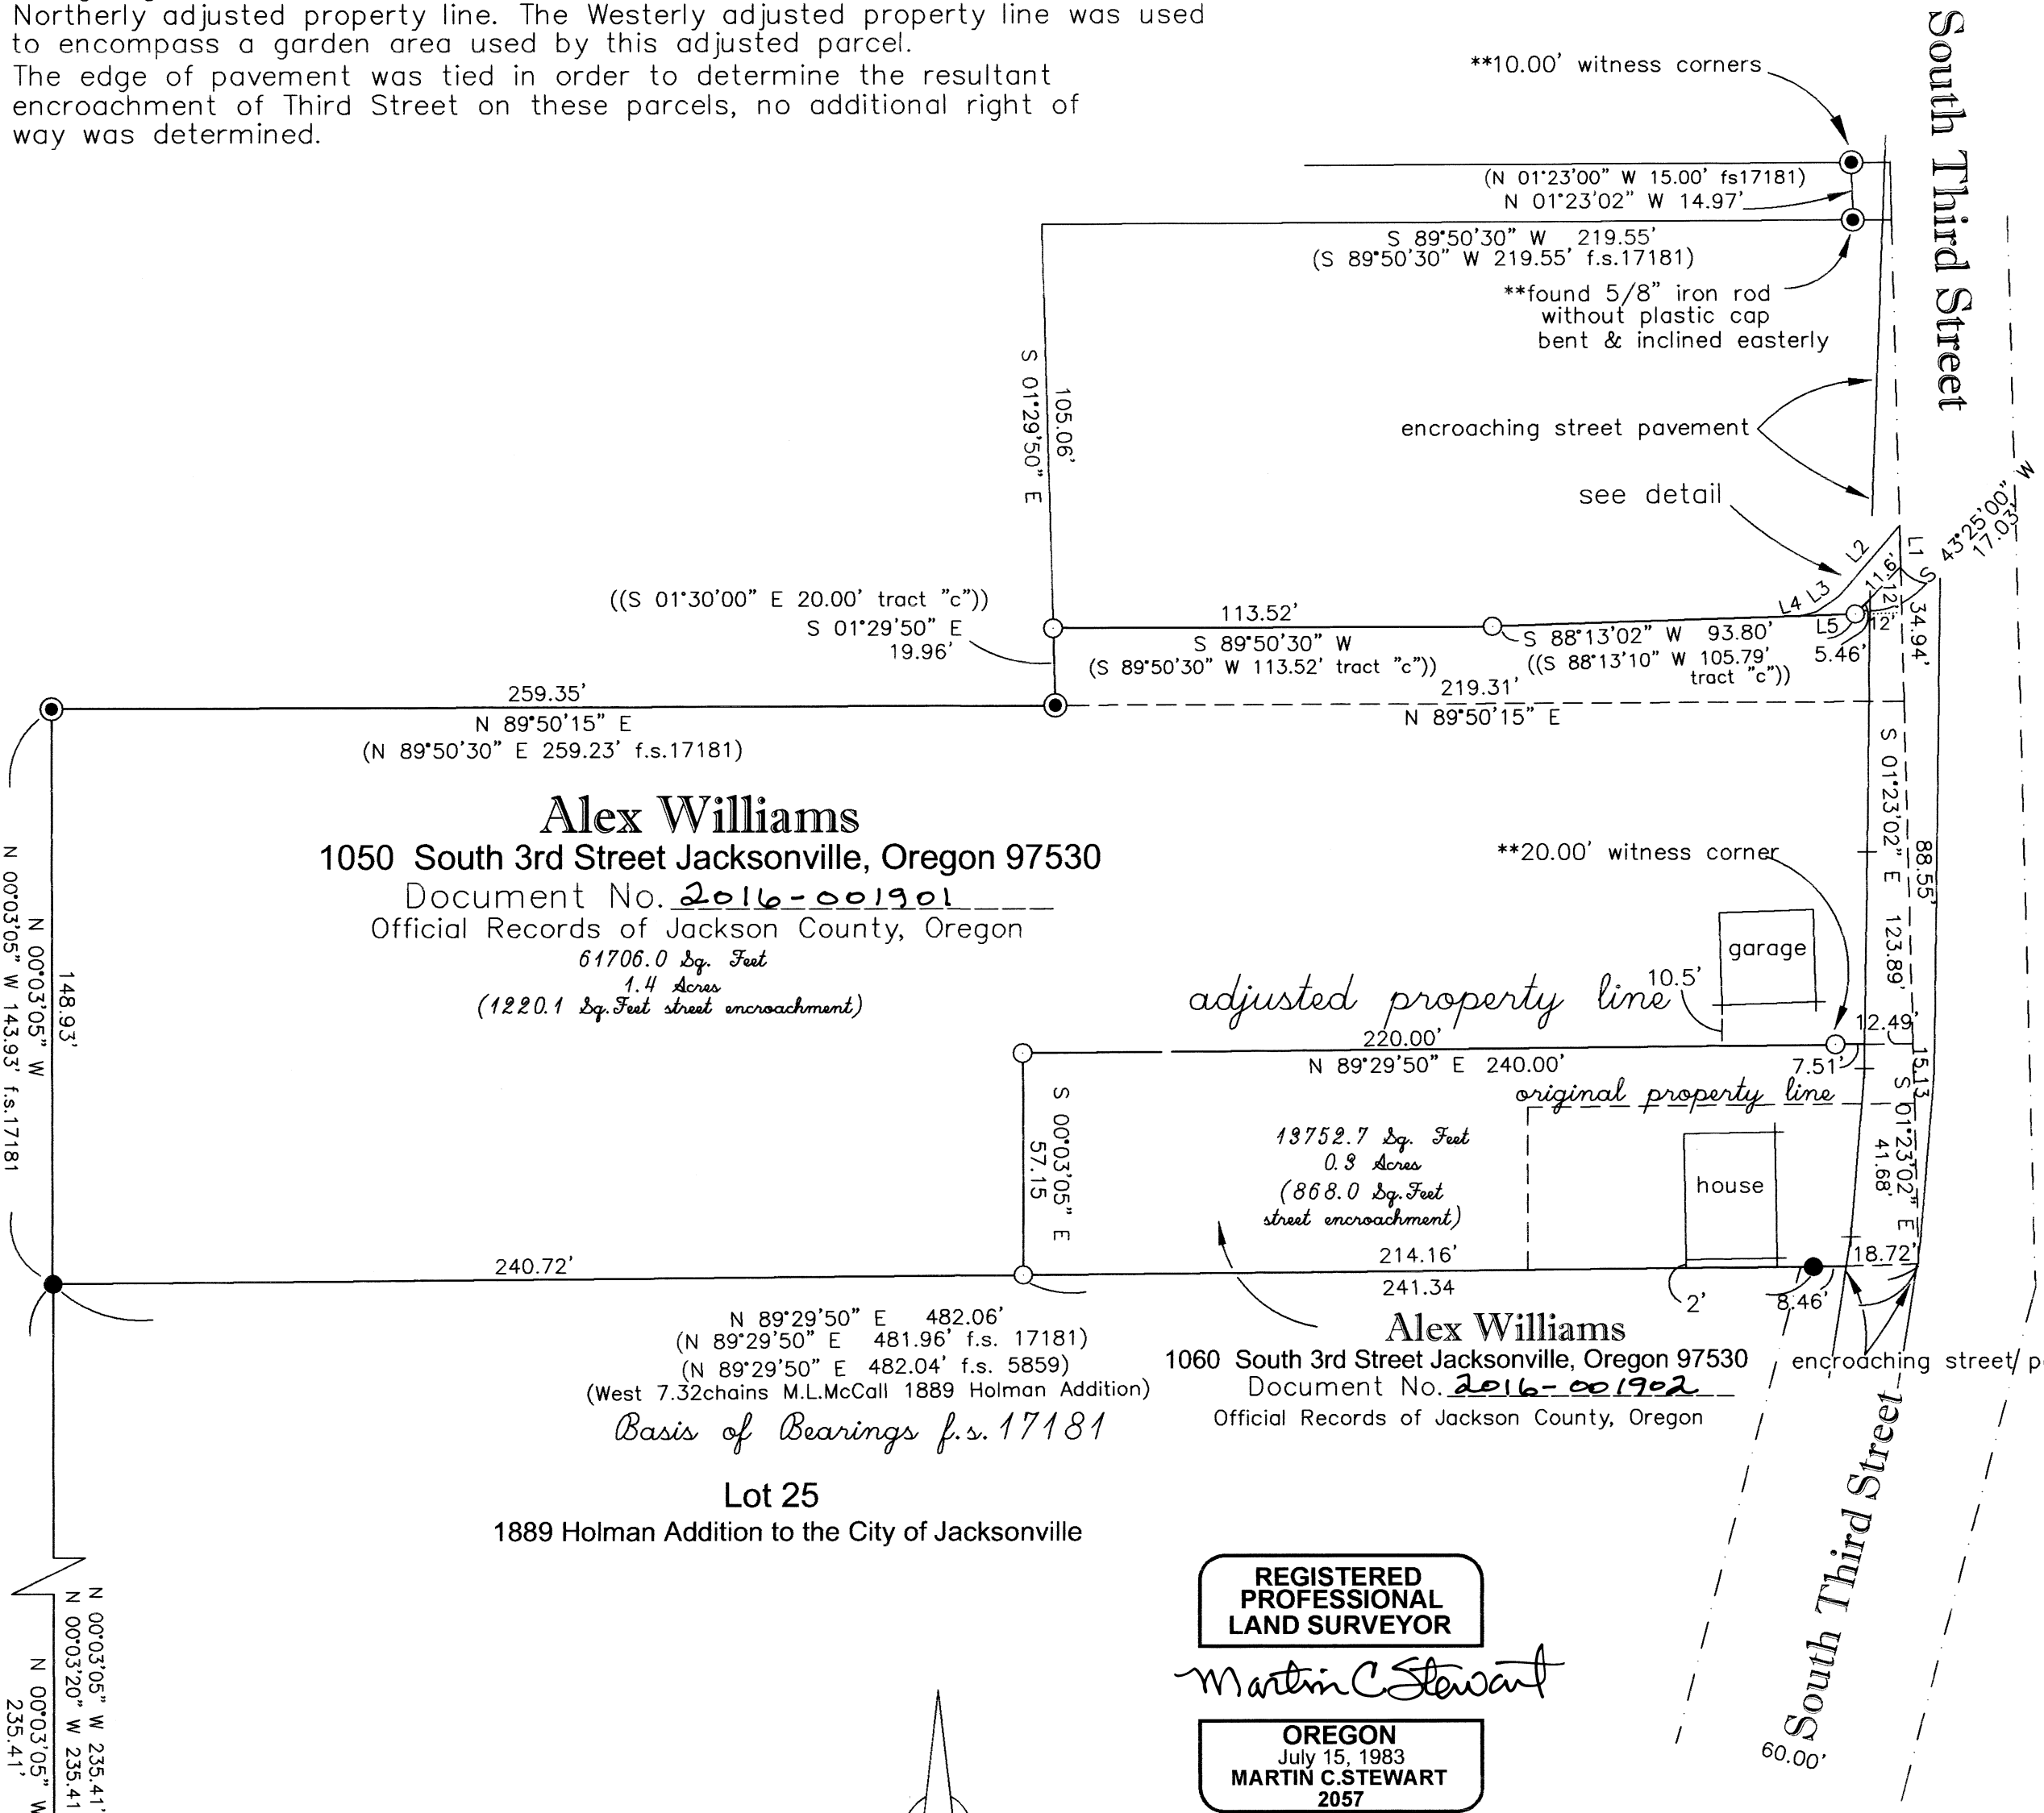 Northerly adjusted property line. The Westerly adjusted property line was used
to encompass a garden area used by this adjusted parcel.
The edge of pavement was tied in order to determine the resultant
encroachment of Third Street on these parcels, no additional right of
way was determined.
South Third Street
**10.00' witness corners
(N 01°23'00" W 15.00' fs17181)
N 01°23'02" W 14.97'
S 89°50'30" W 219.55'
(S 89°50'30" W 219.55' f.s.17181)
**found 5/8" iron rod
without plastic cap
bent & inclined easterly
105.06'
S 01°29'50" E
encroaching street pavement
see detail
S 43°25'00" W
17.03'
L1
L2
L3
L4
L5
11.6'
12'
12'
34.94'
5.46'
((S 01°30'00" E 20.00' tract "c"))
S 01°29'50" E
19.96'
113.52'
S 89°50'30" W
(S 89°50'30" W 113.52' tract "c"))
S 88°13'02" W 93.80'
((S 88°13'10" W 105.79'
tract "c"))
219.31'
N 89°50'15" E
259.35'
N 89°50'15" E
(N 89°50'30" E 259.23' f.s.17181)
Alex Williams
1050 South 3rd Street Jacksonville, Oregon 97530
Document No. 2016-001901
Official Records of Jackson County, Oregon
61706.0 Sq. Feet
1.4 Acres
(1220.1 Sq.Feet street encroachment)
148.93'
N 00°03'05" W
N 00°03'05" W 143.93' f.s.17181
S 01°23'02" E 123.89'
88.55'
**20.00' witness corner
garage
10.5'
adjusted property line
220.00'
N 89°29'50" E 240.00'
12.49'
7.51'
15.13
original property line
S 01°23'02" E
41.68'
S 00°03'05" E
57.15
13752.7 Sq. Feet
0.3 Acres
(868.0 Sq.Feet
street encroachment)
house
240.72'
214.16'
241.34
18.72'
2'
8.46'
N 89°29'50" E 482.06'
(N 89°29'50" E 481.96' f.s. 17181)
(N 89°29'50" E 482.04' f.s. 5859)
(West 7.32chains M.L.McCall 1889 Holman Addition)
Basis of Bearings f.s. 17181
Alex Williams
1060 South 3rd Street Jacksonville, Oregon 97530
Document No. 2016-001902
Official Records of Jackson County, Oregon
encroaching street p
Lot 25
1889 Holman Addition to the City of Jacksonville
N 00°03'05" W 235.41'
N 00°03'20" W 235.41
N 00°03'05" W
235.41'
REGISTERED
PROFESSIONAL
LAND SURVEYOR
Martin C. Stewart
OREGON
July 15, 1983
MARTIN C.STEWART
2057
South Third Street
60.00'